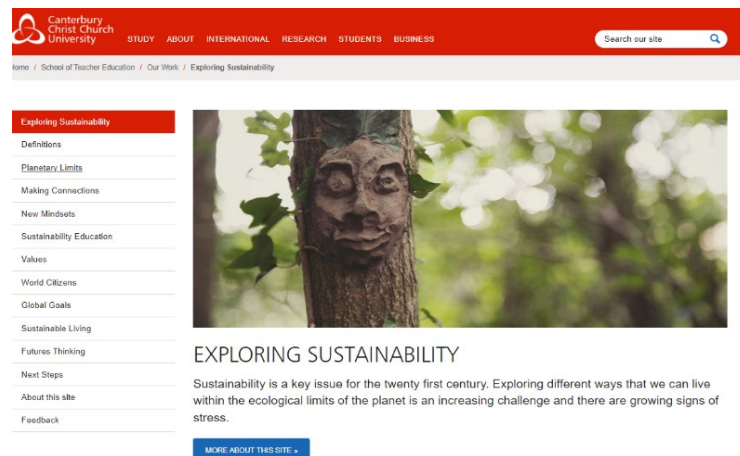 Canterbury
Christ Church
University
STUDY ABOUT INTERNATIONAL RESEARCH STUDENTS BUSINESS
Search our site
Home / School of Teacher Education / Our Work / Exploring Sustainability
Exploring Sustainability
Definitions
Planetary Limits
Making Connections
New Mindsets
Sustainability Education
Values
World Citizens
Global Goals
Sustainable Living
Futures Thinking
Next Steps
About this site
Feedback
EXPLORING SUSTAINABILITY
Sustainability is a key issue for the twenty first century. Exploring different ways that we can live
within the ecological limits of the planet is an increasing challenge and there are growing signs of
stress.
MORE ABOUT THIS SITE »